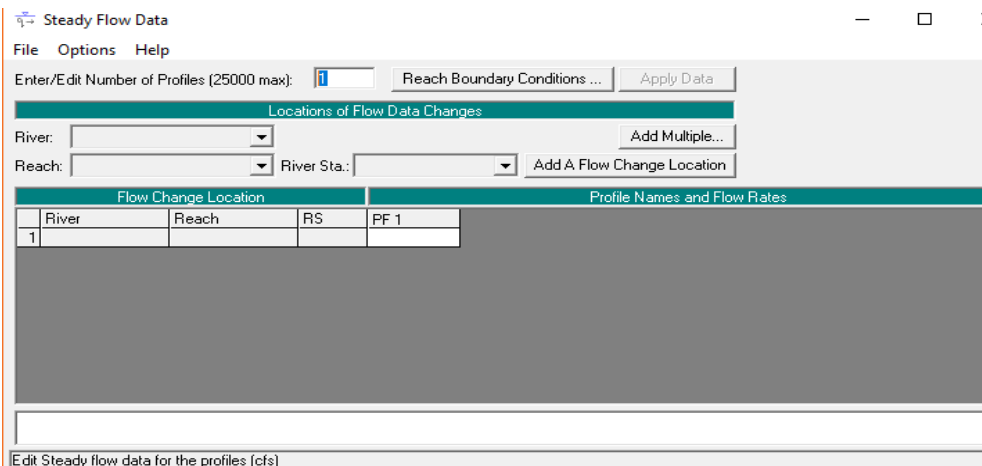 Steady Flow Data
File Options Help
Enter/Edit Number of Profiles (25000 max): 1 Reach Boundary Conditions ... Apply Data
Locations of Flow Data Changes
River: Add Multiple...
Reach: River Sta.: Add A Flow Change Location
Flow Change Location Profile Names and Flow Rates
River Reach RS PF 1
1
Edit Steady flow data for the profiles (cfs)